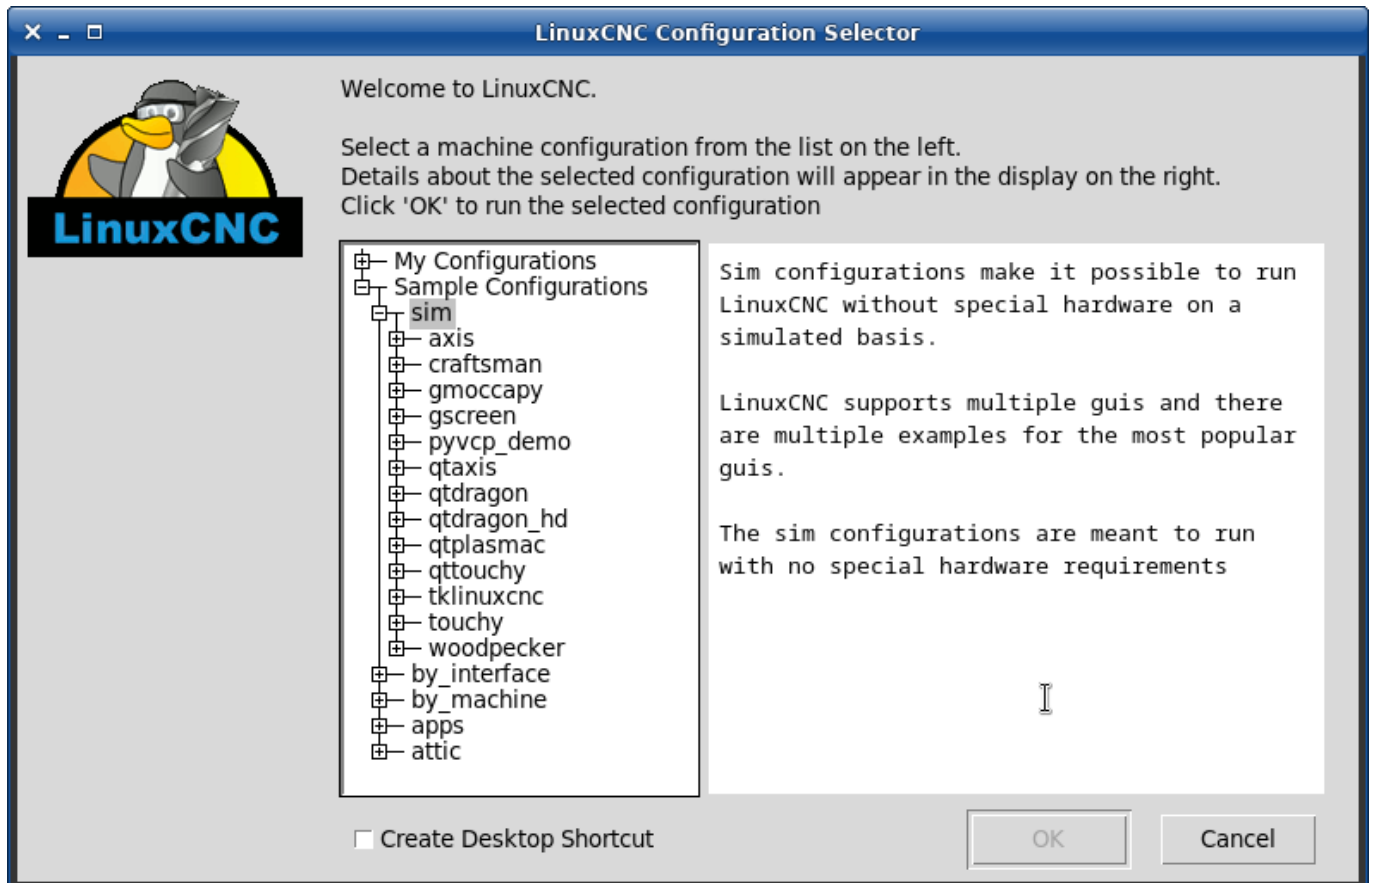 LinuxCNC Configuration Selector
LinuxCNC
Welcome to LinuxCNC.
Select a machine configuration from the list on the left.
Details about the selected configuration will appear in the display on the right.
Click 'OK' to run the selected configuration
My Configurations
Sample Configurations
sim
axis
craftsman
gmoccapy
gscreen
pyvcp_demo
qtaxis
qtdragon
qtdragon_hd
qtplasmac
qttouchy
tklinuxcnc
touchy
woodpecker
by_interface
by_machine
apps
attic
Sim configurations make it possible to run
LinuxCNC without special hardware on a
simulated basis.
LinuxCNC supports multiple guis and there
are multiple examples for the most popular
guis.
The sim configurations are meant to run
with no special hardware requirements
Create Desktop Shortcut
OK
Cancel